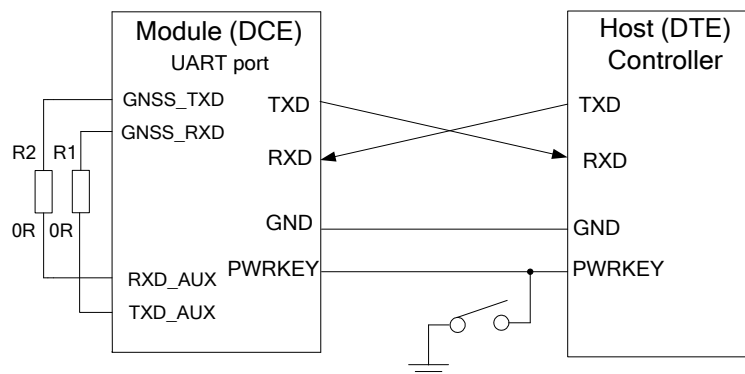 Module (DCE)
UART port
GNSS_TXD
GNSS_RXD
TXD
RXD
GND
PWRKEY
RXD_AUX
TXD_AUX
R2
R1
0R
0R
Host (DTE)
Controller
TXD
RXD
GND
PWRKEY